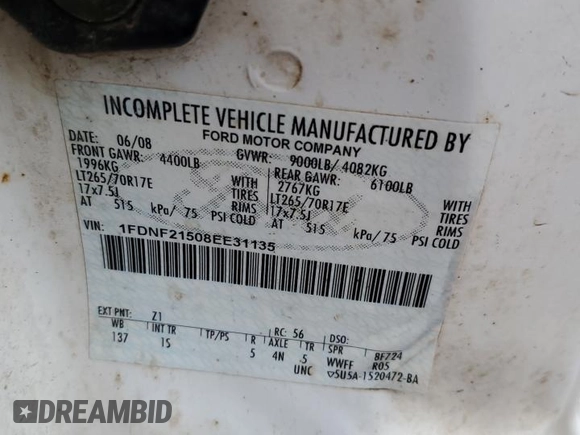 INCOMPLETE VEHICLE MANUFACTURED BY
FORD MOTOR COMPANY
DATE: 06/08 GVWR: 9000LB/ 4082KG
FRONT GAWR: 4400LB REAR GAWR: 6100LB
1996KG WITH 2767KG WITH
LT265/70R17E TIRES LT265/70R17E TIRES
17x7.5J RIMS 17x7.5J RIMS
AT 515 kPa/ 75 PSI COLD AT 515 kPa/ 75 PSI COLD
VIN: 1FDNF21508EE31135
EXT PNT: Z1 RC: 56 DSO:
WB INT TR TP/PS R AXLE TR SPR BFZ24
137 IS 5 4N 5 WWFF R05
UNC 5U5A-1520472-BA
DREAMBID